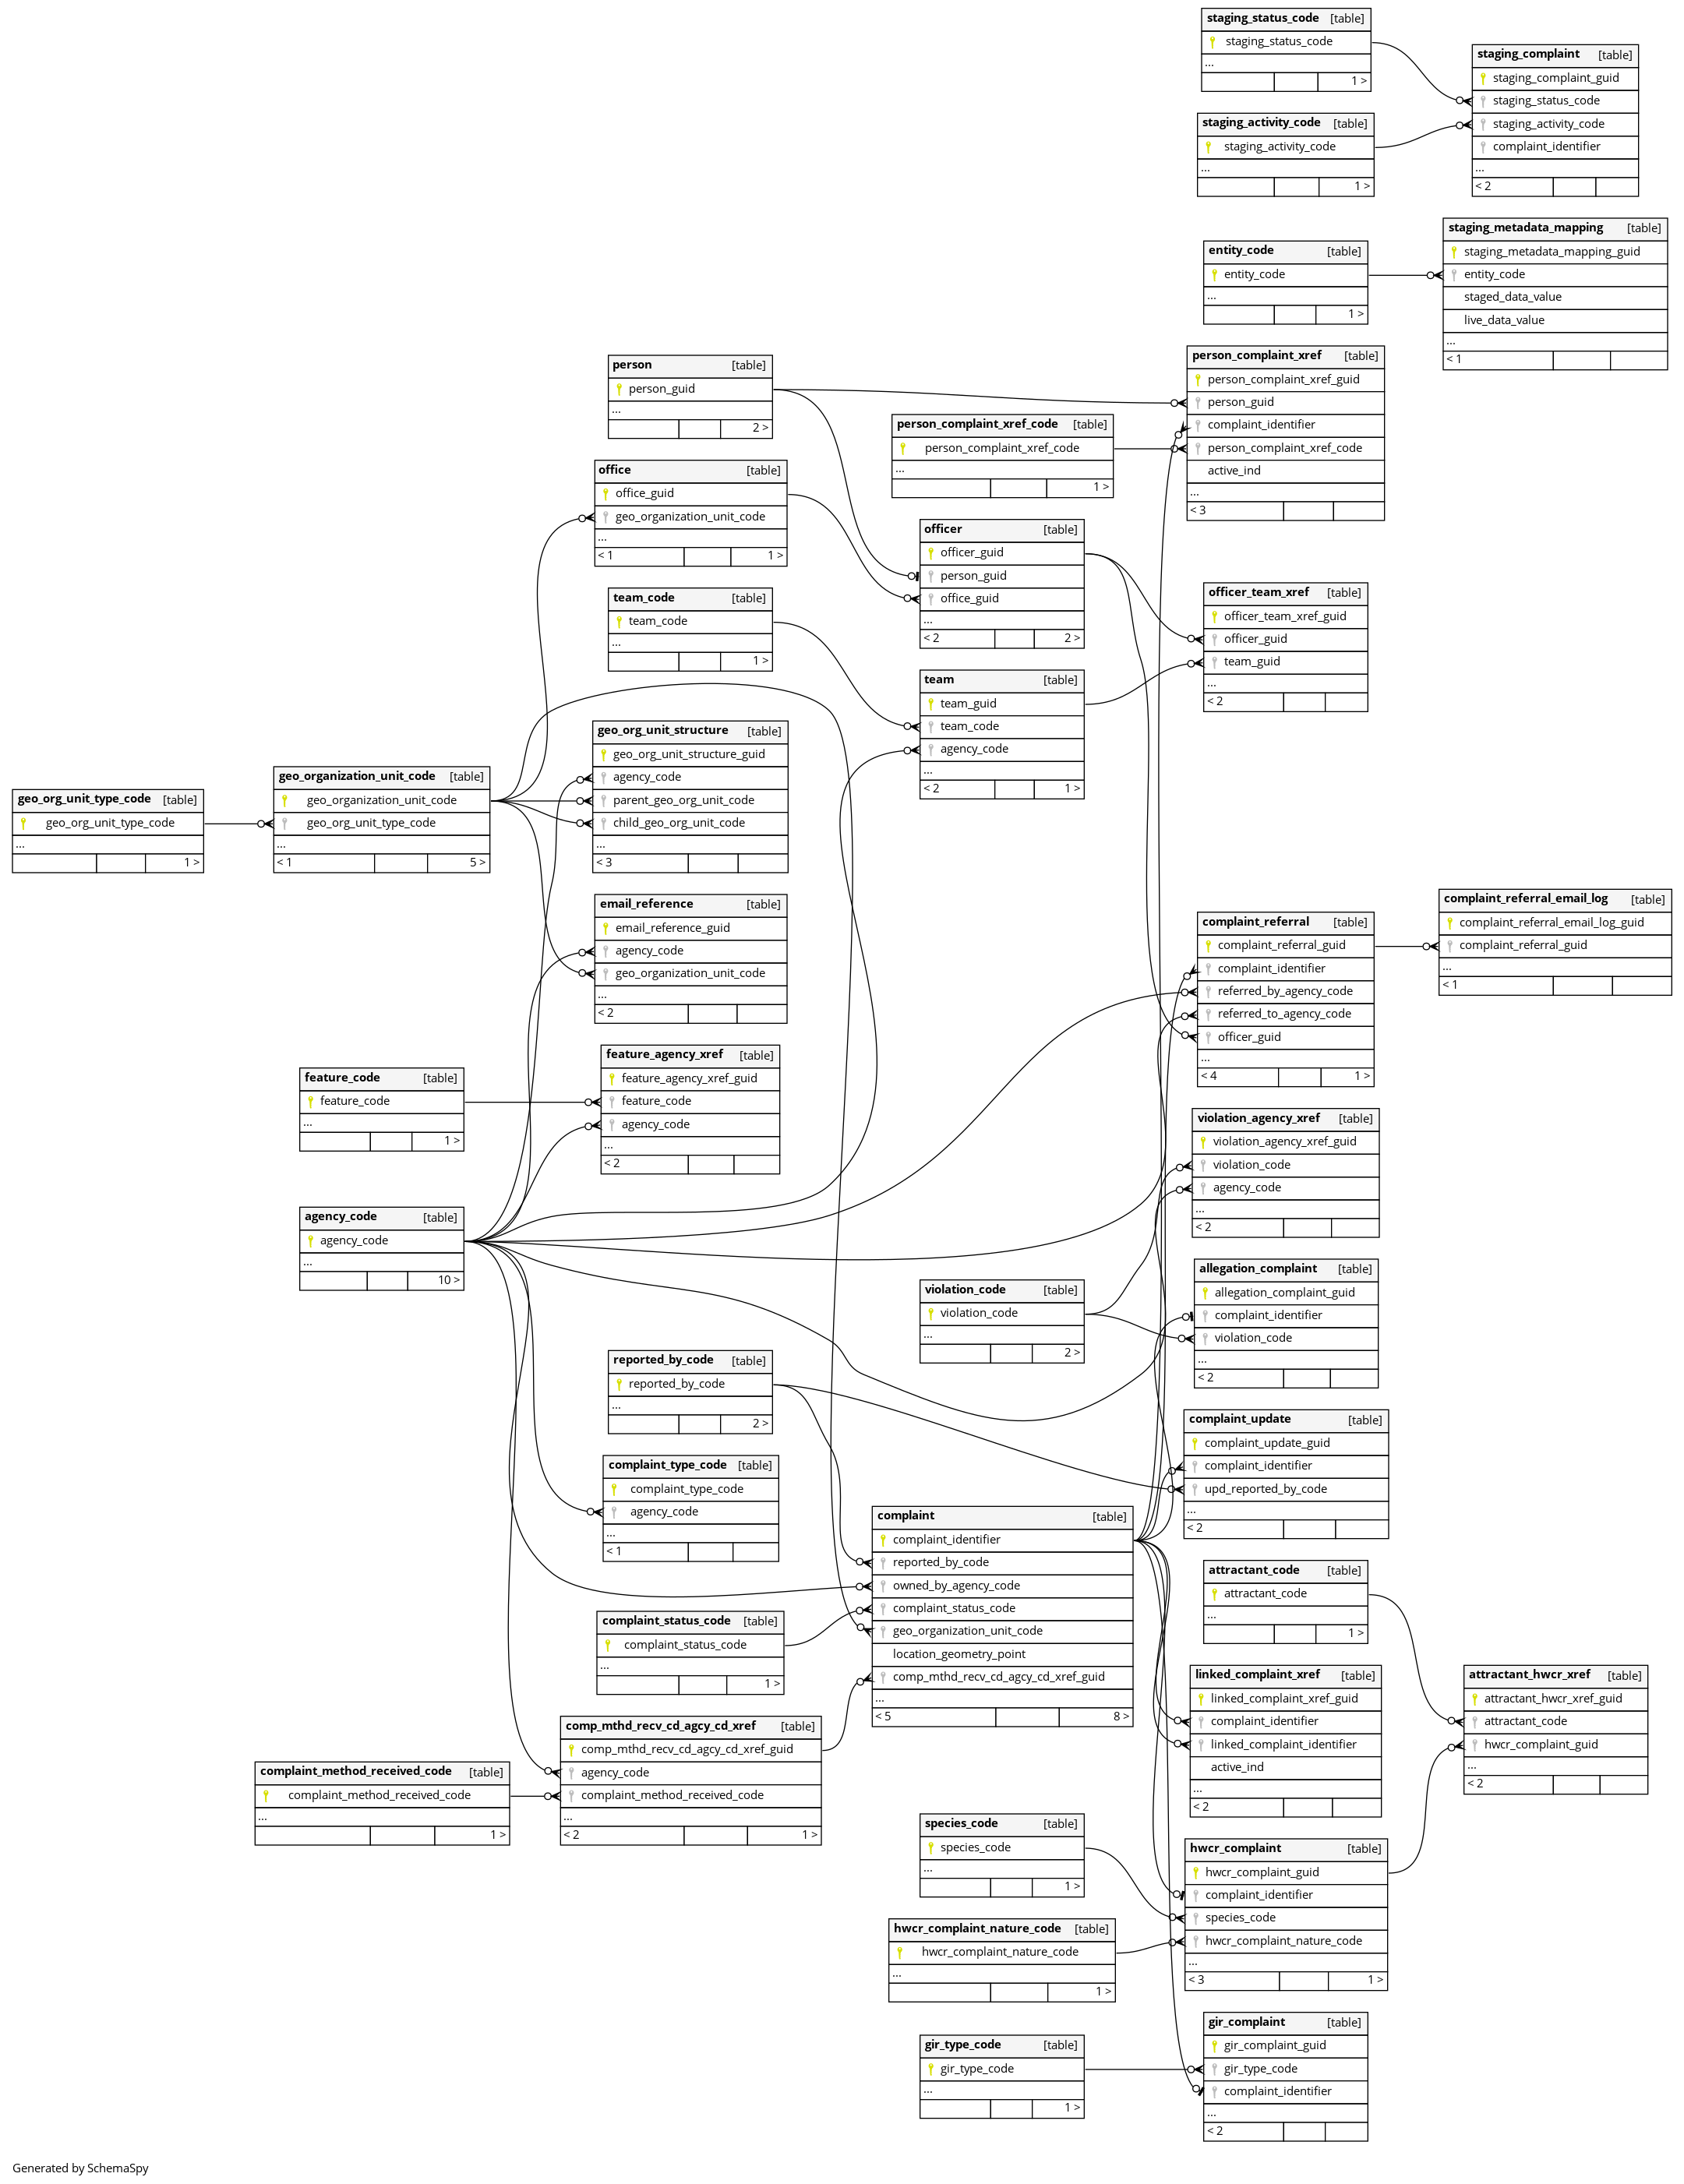 staging_status_code [table]
staging_status_code
...
1 >
staging_complaint [table]
staging_complaint_guid
staging_status_code
staging_activity_code
complaint_identifier
...
< 2
staging_activity_code [table]
staging_activity_code
...
1 >
staging_metadata_mapping [table]
staging_metadata_mapping_guid
entity_code
staged_data_value
live_data_value
...
< 1
entity_code [table]
entity_code
...
1 >
person_complaint_xref [table]
person_complaint_xref_guid
person_guid
complaint_identifier
person_complaint_xref_code
active_ind
...
< 3
person [table]
person_guid
...
2 >
person_complaint_xref_code [table]
person_complaint_xref_code
...
1 >
office [table]
office_guid
geo_organization_unit_code
...
< 1 1 >
officer [table]
officer_guid
person_guid
office_guid
...
< 2 2 >
team_code [table]
team_code
...
1 >
officer_team_xref [table]
officer_team_xref_guid
officer_guid
team_guid
...
< 2
team [table]
team_guid
team_code
agency_code
...
< 2 1 >
geo_org_unit_structure [table]
geo_org_unit_structure_guid
agency_code
parent_geo_org_unit_code
child_geo_org_unit_code
...
< 3
geo_organization_unit_code [table]
geo_organization_unit_code
geo_org_unit_type_code
...
< 1 5 >
geo_org_unit_type_code [table]
geo_org_unit_type_code
...
1 >
email_reference [table]
email_reference_guid
agency_code
geo_organization_unit_code
...
< 2
complaint_referral_email_log [table]
complaint_referral_email_log_guid
complaint_referral_guid
...
< 1
complaint_referral [table]
complaint_referral_guid
complaint_identifier
referred_by_agency_code
referred_to_agency_code
officer_guid
...
< 4 1 >
feature_agency_xref [table]
feature_agency_xref_guid
feature_code
agency_code
...
< 2
feature_code [table]
feature_code
...
1 >
violation_agency_xref [table]
violation_agency_xref_guid
violation_code
agency_code
...
< 2
agency_code [table]
agency_code
...
10 >
allegation_complaint [table]
allegation_complaint_guid
complaint_identifier
violation_code
...
< 2
violation_code [table]
violation_code
...
2 >
reported_by_code [table]
reported_by_code
...
2 >
complaint_update [table]
complaint_update_guid
complaint_identifier
upd_reported_by_code
...
< 2
complaint_type_code [table]
complaint_type_code
agency_code
...
< 1
complaint [table]
complaint_identifier
reported_by_code
owned_by_agency_code
complaint_status_code
geo_organization_unit_code
location_geometry_point
comp_mthd_recv_cd_agcy_cd_xref_guid
...
< 5 8 >
attractant_code [table]
attractant_code
...
1 >
complaint_status_code [table]
complaint_status_code
...
1 >
linked_complaint_xref [table]
linked_complaint_xref_guid
complaint_identifier
linked_complaint_identifier
active_ind
...
< 2
attractant_hwcr_xref [table]
attractant_hwcr_xref_guid
attractant_code
hwcr_complaint_guid
...
< 2
comp_mthd_recv_cd_agcy_cd_xref [table]
comp_mthd_recv_cd_agcy_cd_xref_guid
agency_code
complaint_method_received_code
...
< 2 1 >
complaint_method_received_code [table]
complaint_method_received_code
...
1 >
species_code [table]
species_code
...
1 >
hwcr_complaint [table]
hwcr_complaint_guid
complaint_identifier
species_code
hwcr_complaint_nature_code
...
< 3 1 >
hwcr_complaint_nature_code [table]
hwcr_complaint_nature_code
...
1 >
gir_complaint [table]
gir_complaint_guid
gir_type_code
complaint_identifier
...
< 2
gir_type_code [table]
gir_type_code
...
1 >
Generated by SchemaSpy